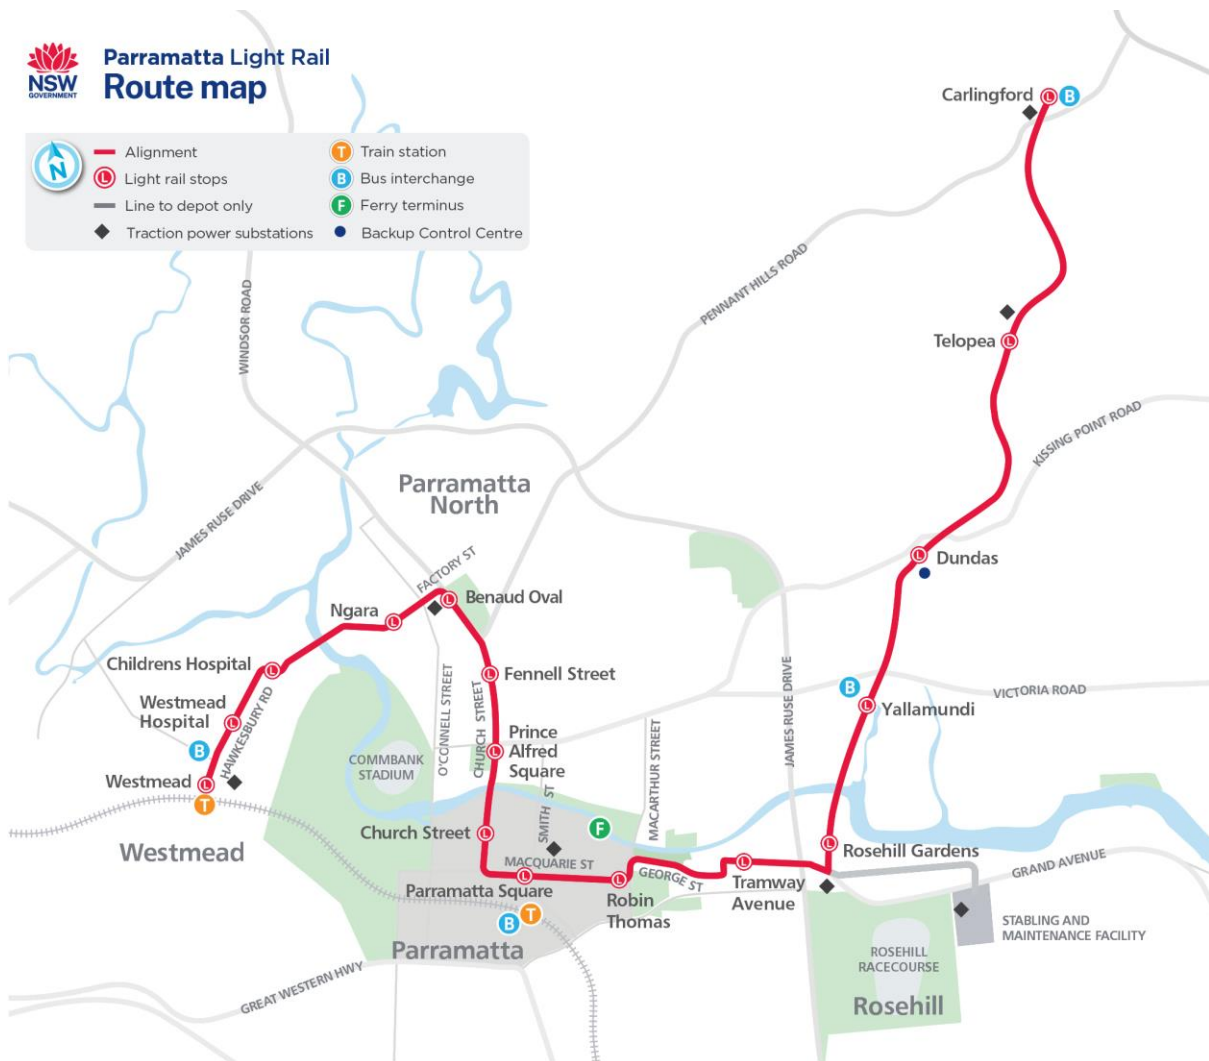 Parramatta Light Rail
Route map
NSW
GOVERNMENT
N
Alignment
L Light rail stops
Line to depot only
Traction power substations
T Train station
B Bus interchange
F Ferry terminus
Backup Control Centre
Carlingford
L
B
WINDSOR ROAD
PENNANT HILLS ROAD
Telopea
L
KISSING POINT ROAD
JAMES RUSE DRIVE
Parramatta
North
FACTORY ST
L
Dundas
Ngara
L
L
Benaud Oval
Childrens Hospital
L
L
Fennell Street
Westmead
Hospital
L
HAWKESBURY RD
O'CONNELL STREET
CHURCH STREET
JAMES RUSE DRIVE
B
VICTORIA ROAD
L
Yallamundi
B
Prince
Alfred
Square
L
COMMBANK
STADIUM
MACARTHUR STREET
Westmead
L
T
SMITH ST
Church Street
L
F
Westmead
L
Rosehill Gardens
MACQUARIE ST
L
GEORGE ST
L
L
Tramway
Avenue
GRAND AVENUE
Parramatta Square
Robin
Thomas
B
T
STABLING AND
MAINTENANCE FACILITY
Parramatta
ROSEHILL
RACECOURSE
GREAT WESTERN HWY
Rosehill